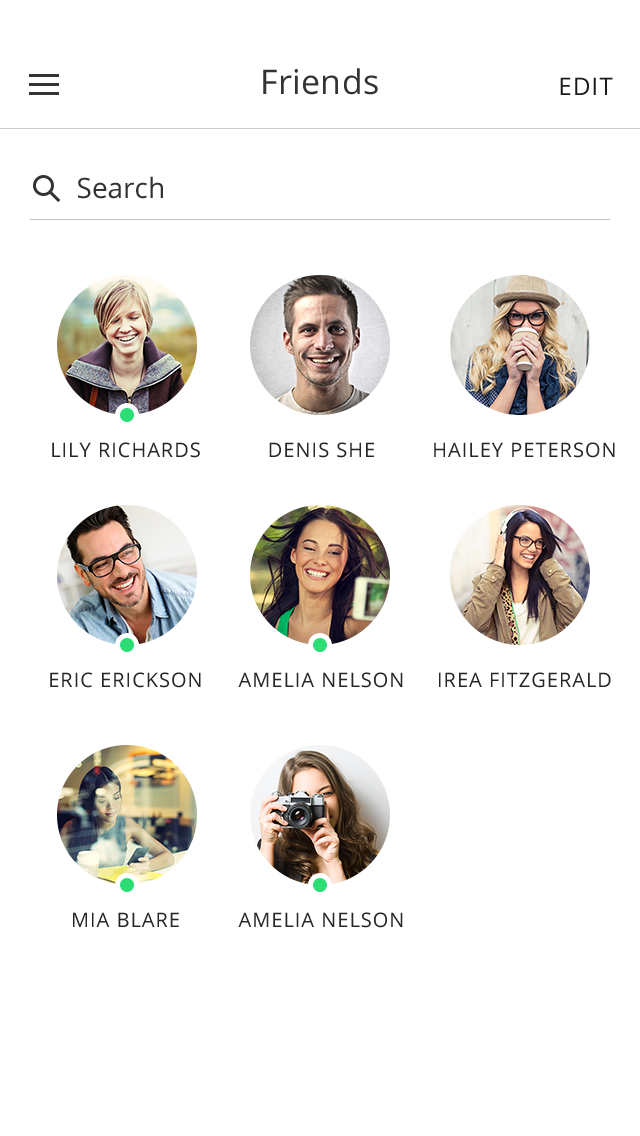 Friends
EDIT
Search
LILY RICHARDS
DENIS SHE
HAILEY PETERSON
ERIC ERICKSON
AMELIA NELSON
IREA FITZGERALD
MIA BLARE
AMELIA NELSON